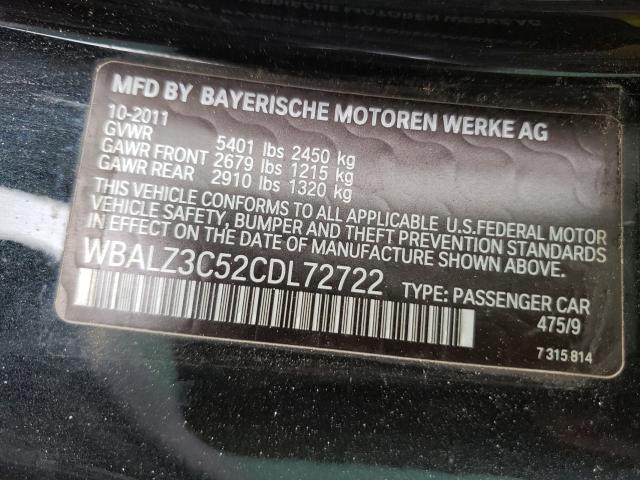 MFD BY BAYERISCHE MOTOREN WERKE AG
10-2011
GVWR 5401 lbs 2450 kg
GAWR FRONT 2679 lbs 1215 kg
GAWR REAR 2910 lbs 1320 kg
THIS VEHICLE CONFORMS TO ALL APPLICABLE U.S.FEDERAL MOTOR
VEHICLE SAFETY, BUMPER AND THEFT PREVENTION STANDARDS
IN EFFECT ON THE DATE OF MANUFACTURE SHOWN ABOVE.
WBALZ3C52CDL72722
TYPE: PASSENGER CAR
475/9
7 315 814